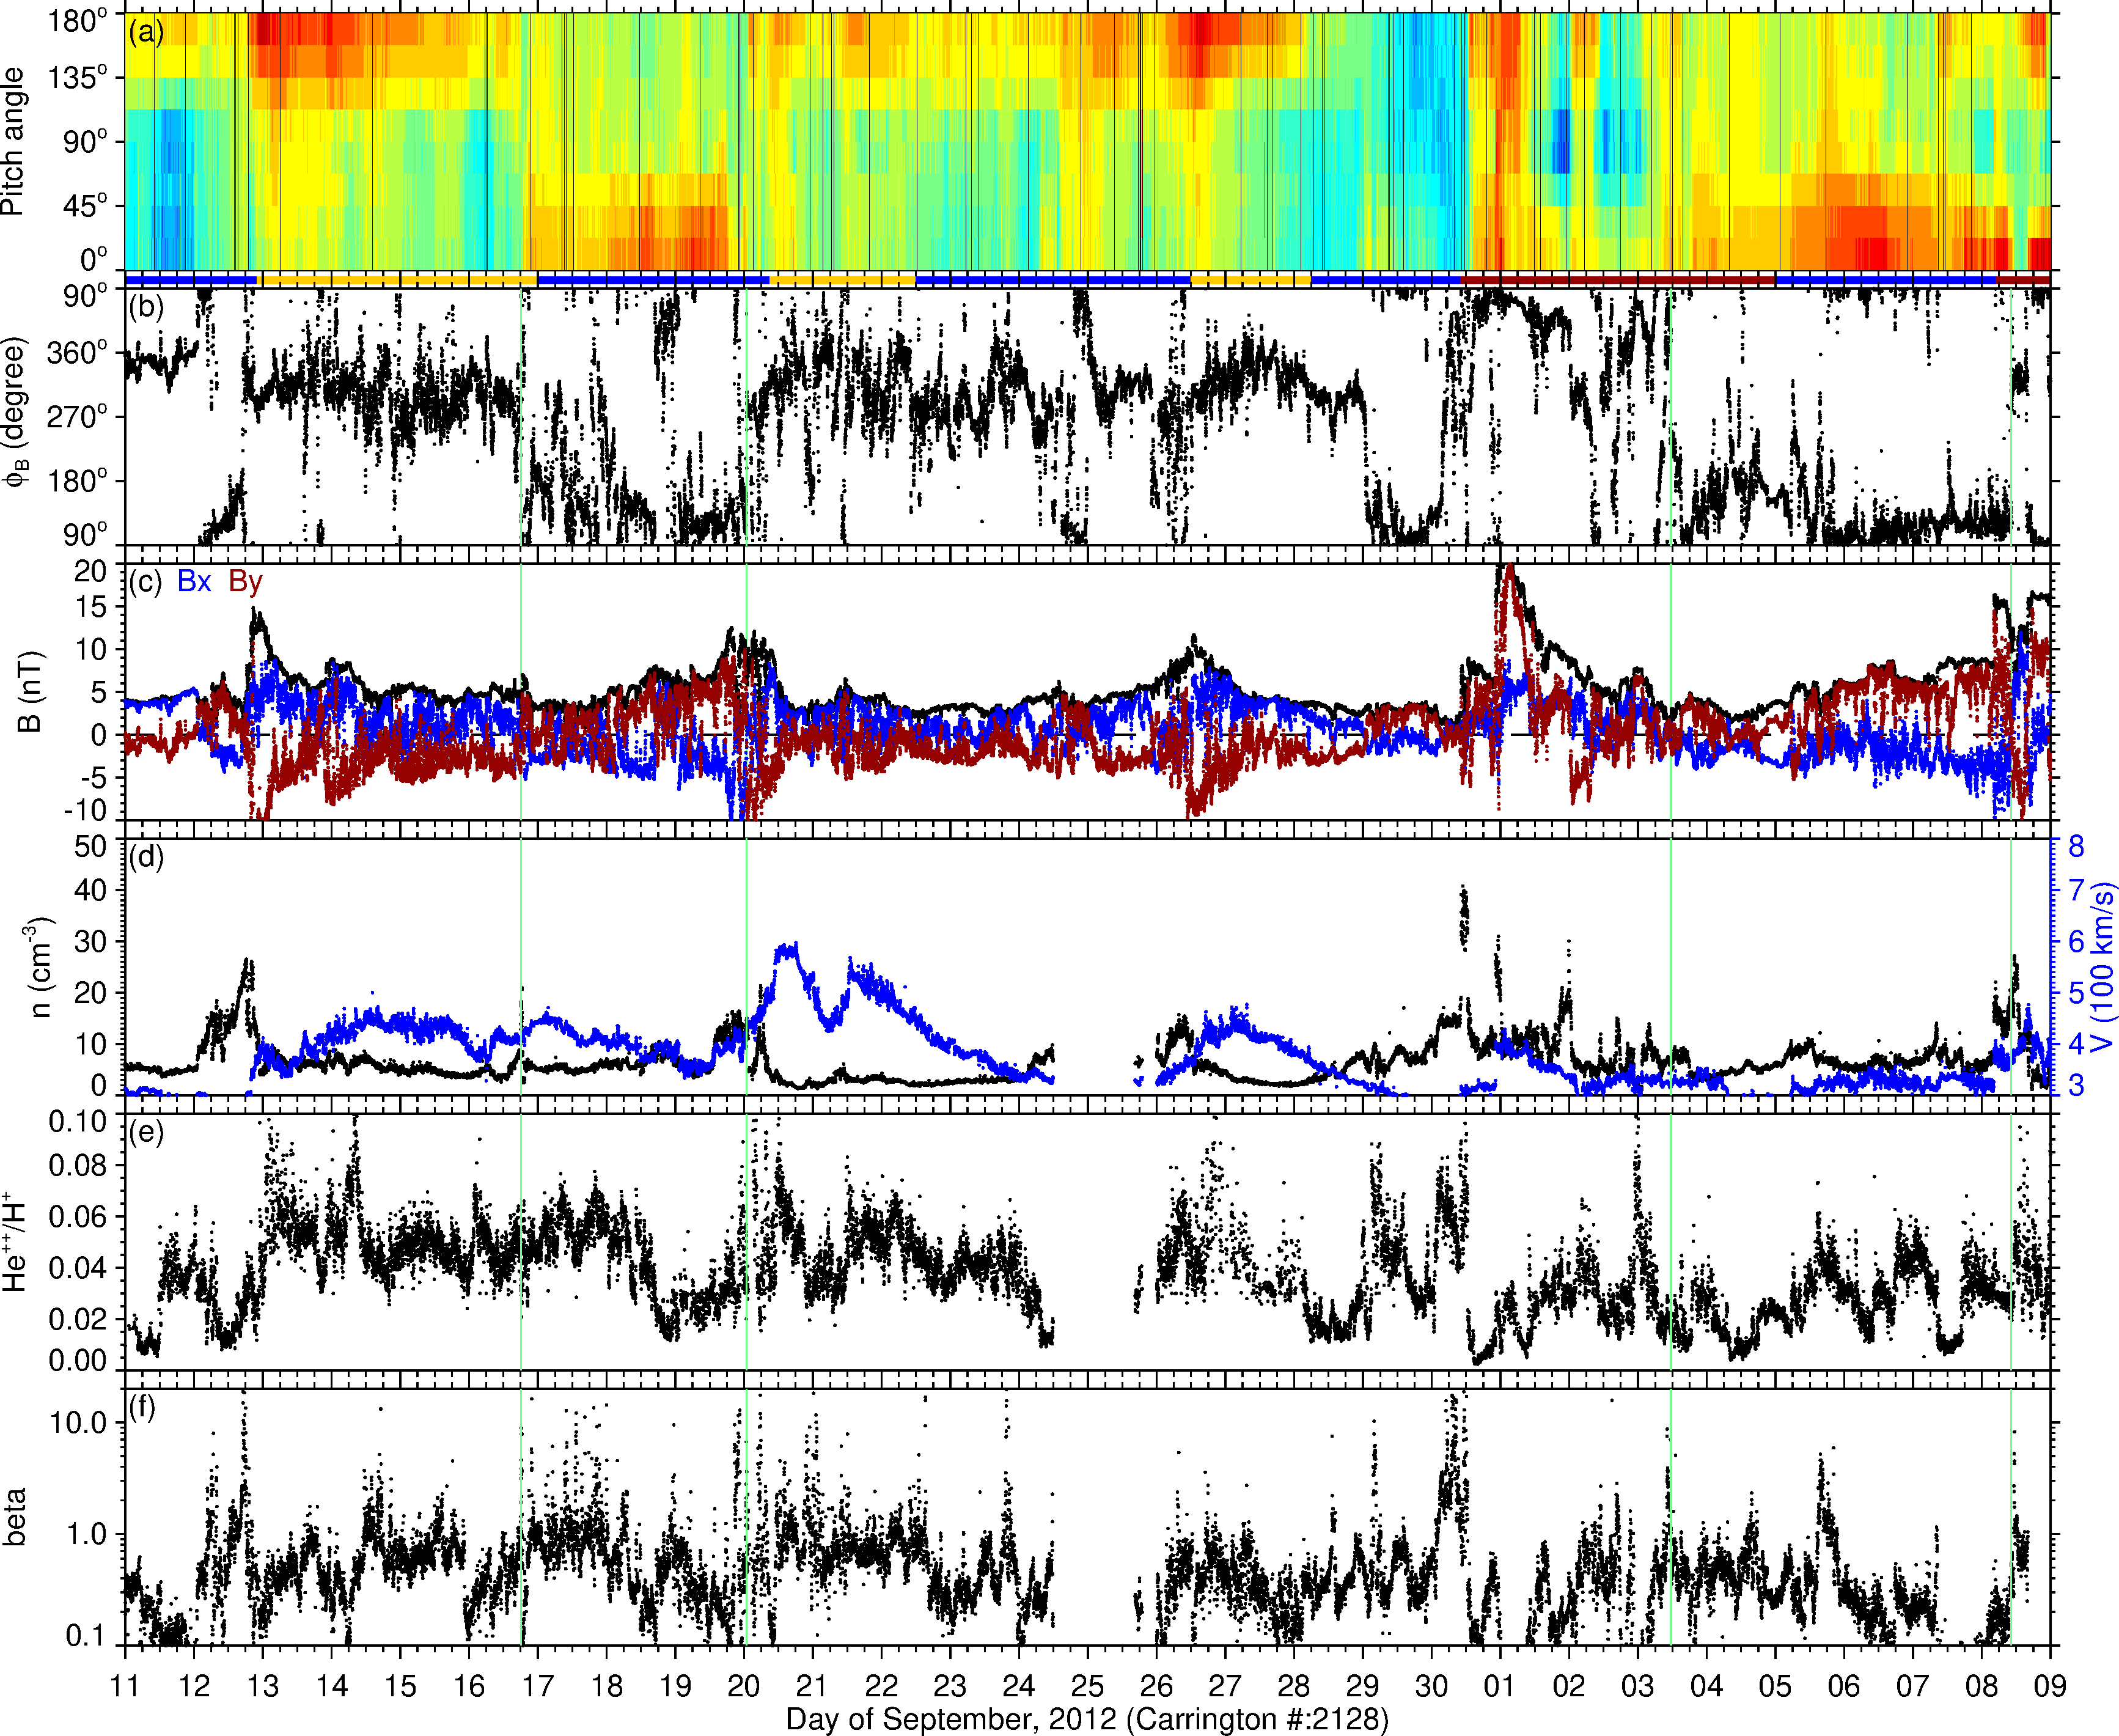 (a)
180°
135°
90°
45°
0°
Pitch angle
(b)
90°
360°
270°
180°
90°
ϕB (degree)
(c) Bx By
20
15
10
5
0
-5
-10
B (nT)
(d)
50
40
30
20
10
0
n (cm-3)
8
7
6
5
4
3
V (100 km/s)
(e)
0.10
0.08
0.06
0.04
0.02
0.00
He++/H+
(f)
10.0
1.0
0.1
beta
11 12 13 14 15 16 17 18 19 20 21 22 23 24 25 26 27 28 29 30 01 02 03 04 05 06 07 08 09
Day of September, 2012 (Carrington #:2128)